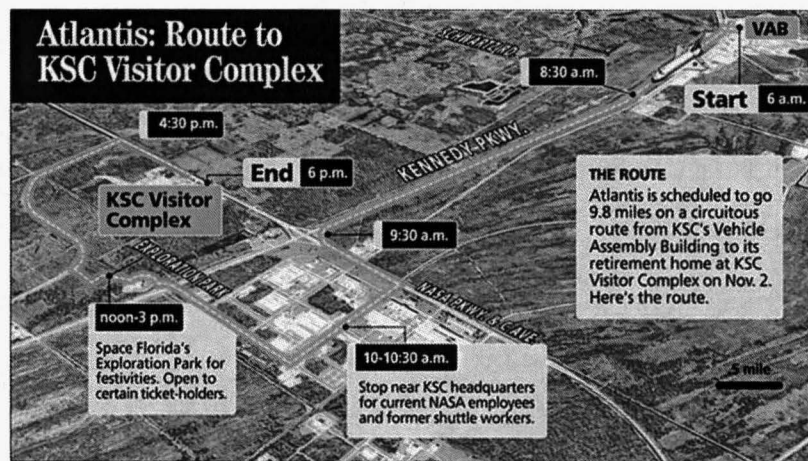 Atlantis: Route to
KSC Visitor Complex
VAB
8:30 a.m.
Start 6 a.m.
4:30 p.m.
KENNEDY PKWY.
End 6 p.m.
KSC Visitor
Complex
THE ROUTE
Atlantis is scheduled to go
9.8 miles on a circuitous
route from KSC's Vehicle
Assembly Building to its
retirement home at KSC
Visitor Complex on Nov. 2.
Here's the route.
9:30 a.m.
EXPLORATION PARK
NASA PKWY.
noon-3 p.m.
Space Florida's
Exploration Park for
festivities. Open to
certain ticket-holders.
10-10:30 a.m.
Stop near KSC headquarters
for current NASA employees
and former shuttle workers.
.5 mile